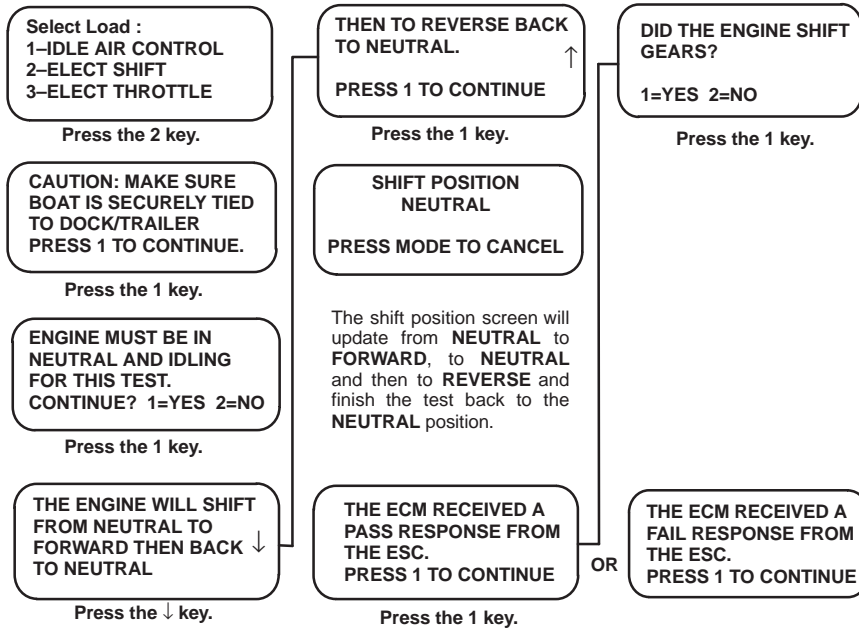 Select Load :
1–IDLE AIR CONTROL
2–ELECT SHIFT
3–ELECT THROTTLE
Press the 2 key.
CAUTION: MAKE SURE
BOAT IS SECURELY TIED
TO DOCK/TRAILER
PRESS 1 TO CONTINUE.
Press the 1 key.
ENGINE MUST BE IN
NEUTRAL AND IDLING
FOR THIS TEST.
CONTINUE? 1=YES 2=NO
Press the 1 key.
THE ENGINE WILL SHIFT
FROM NEUTRAL TO
FORWARD THEN BACK ↓
TO NEUTRAL
Press the ↓ key.
THEN TO REVERSE BACK
TO NEUTRAL. ↑
PRESS 1 TO CONTINUE
Press the 1 key.
SHIFT POSITION
NEUTRAL
PRESS MODE TO CANCEL
The shift position screen will
update from NEUTRAL to
FORWARD, to NEUTRAL
and then to REVERSE and
finish the test back to the
NEUTRAL position.
THE ECM RECEIVED A
PASS RESPONSE FROM
THE ESC.
PRESS 1 TO CONTINUE
Press the 1 key.
OR
THE ECM RECEIVED A
FAIL RESPONSE FROM
THE ESC.
PRESS 1 TO CONTINUE
DID THE ENGINE SHIFT
GEARS?
1=YES 2=NO
Press the 1 key.